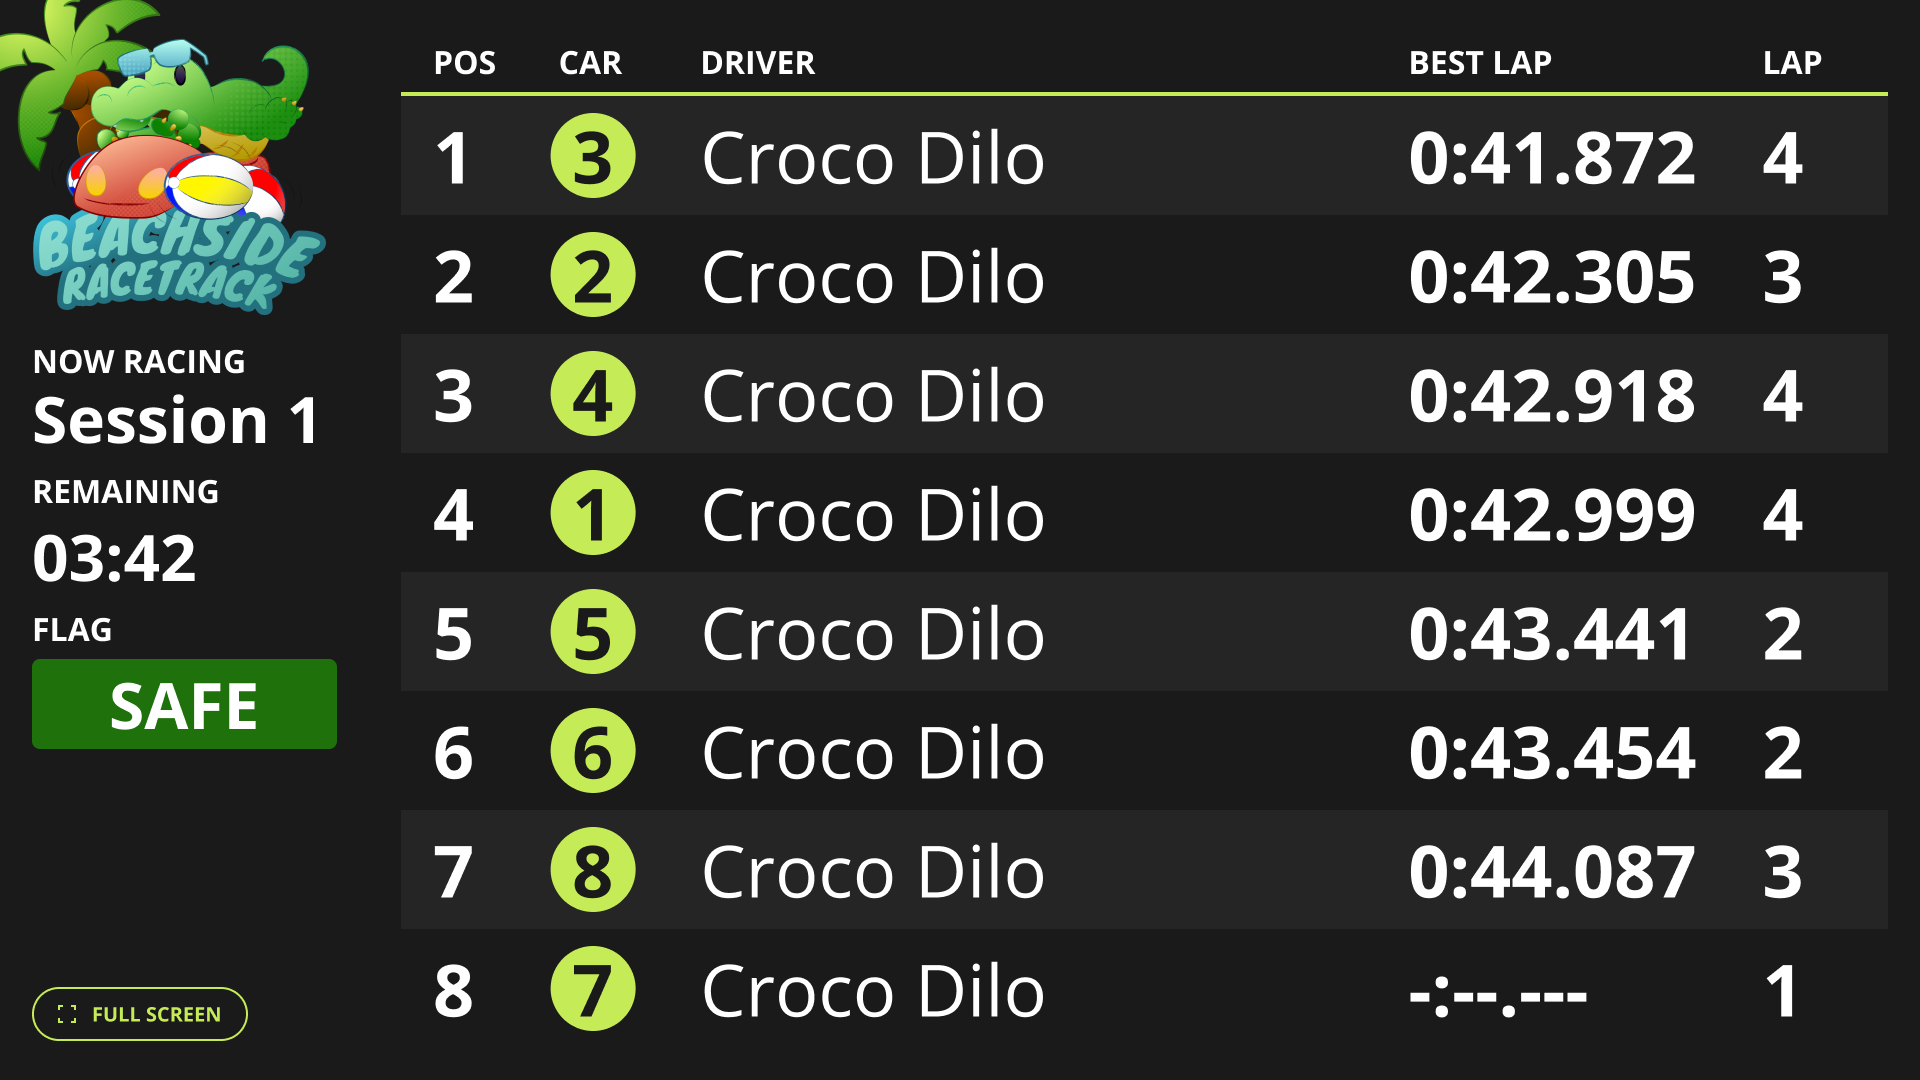 BEACHSIDE
RACETRACK
NOW RACING
Session 1
REMAINING
03:42
FLAG
SAFE
FULL SCREEN
POS CAR DRIVER BEST LAP LAP
1 3 Croco Dilo 0:41.872 4
2 2 Croco Dilo 0:42.305 3
3 4 Croco Dilo 0:42.918 4
4 1 Croco Dilo 0:42.999 4
5 5 Croco Dilo 0:43.441 2
6 6 Croco Dilo 0:43.454 2
7 8 Croco Dilo 0:44.087 3
8 7 Croco Dilo -:--.--- 1